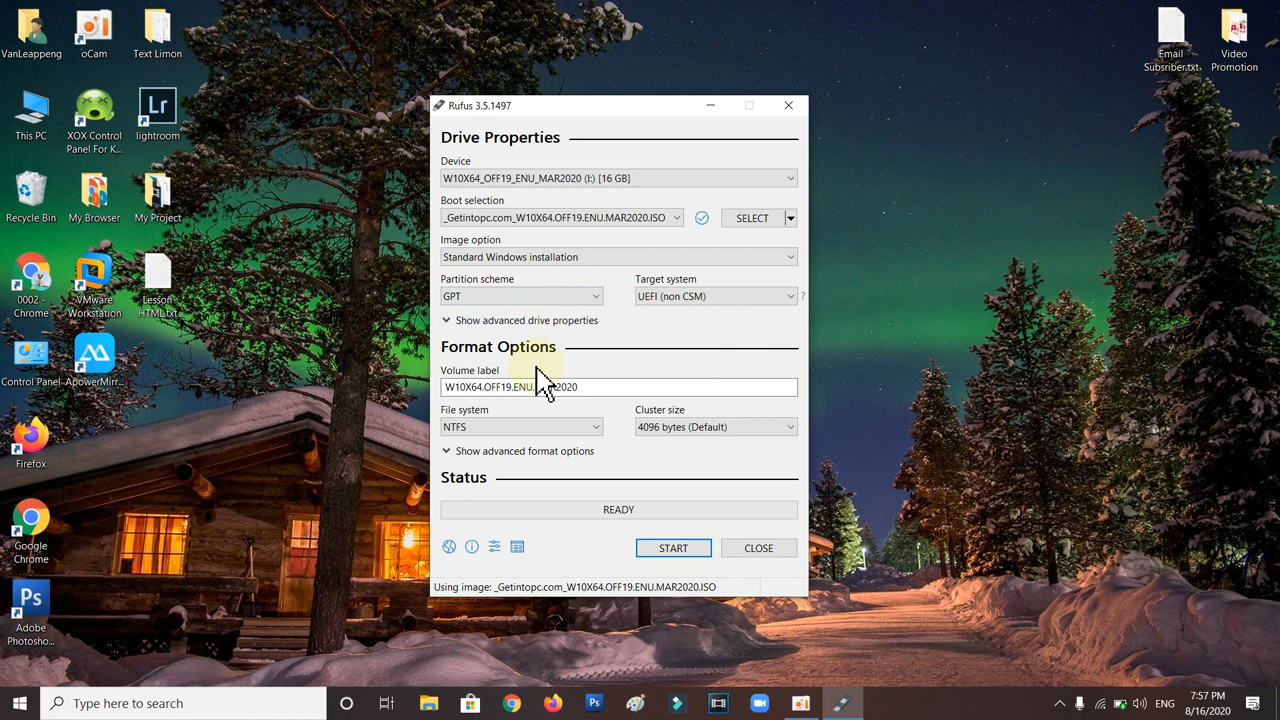 VanLeappeng
oCam
Text Limon
This PC
XOX Control
Panel For K...
Lr
lightroom
Recycle Bin
My Browser
My Project
0002 -
Chrome
VMware
Workstation
Lesson
HTML.txt
Control Panel
ApowerMirr...
Firefox
Google
Chrome
Ps
Adobe
Photosho...
Email
Subsriber.txt
Video
Promotion
Rufus 3.5.1497
Drive Properties
Device
W10X64_OFF19_ENU_MAR2020 (I:) [16 GB]
Boot selection
_Getintopc.com_W10X64.OFF19.ENU.MAR2020.ISO
SELECT
Image option
Standard Windows installation
Partition scheme
Target system
GPT
UEFI (non CSM)
?
Show advanced drive properties
Format Options
Volume label
W10X64.OFF19.ENU. 2020
File system
Cluster size
NTFS
4096 bytes (Default)
Show advanced format options
Status
READY
START
CLOSE
Using image: _Getintopc.com_W10X64.OFF19.ENU.MAR2020.ISO
Type here to search
Ps
ENG
7:57 PM
8/16/2020